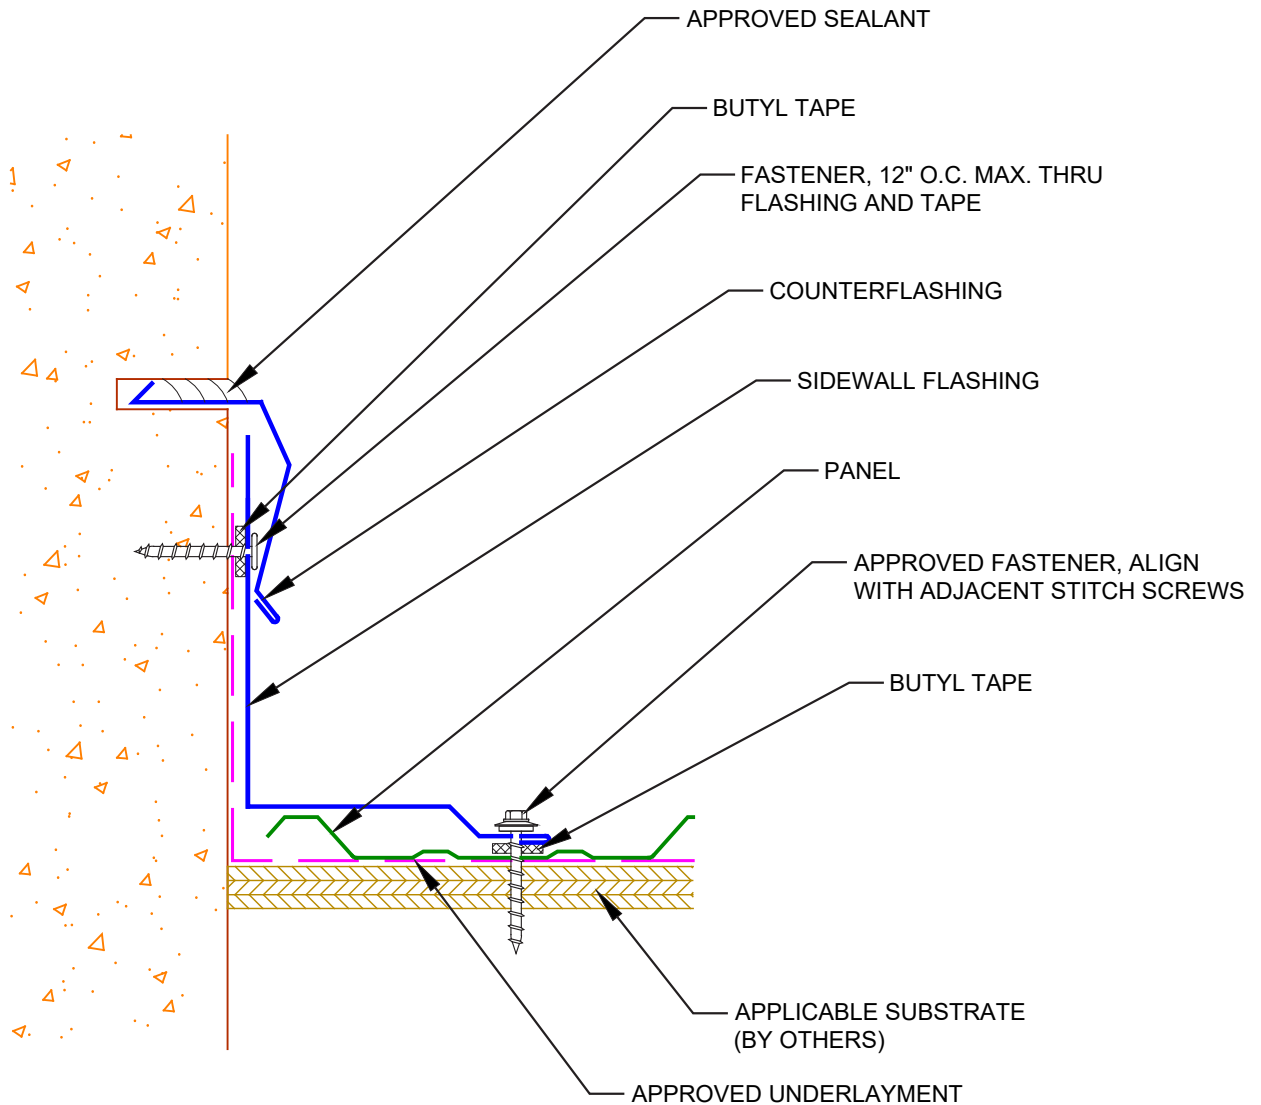 APPROVED SEALANT
BUTYL TAPE
FASTENER, 12" O.C. MAX. THRU
FLASHING AND TAPE
COUNTERFLASHING
SIDEWALL FLASHING
PANEL
APPROVED FASTENER, ALIGN
WITH ADJACENT STITCH SCREWS
BUTYL TAPE
APPLICABLE SUBSTRATE
(BY OTHERS)
APPROVED UNDERLAYMENT